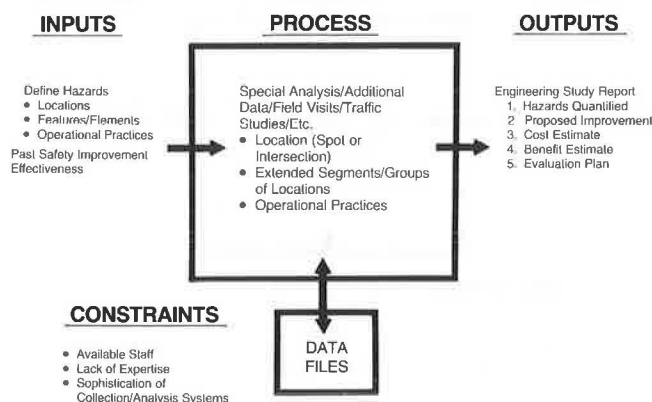 INPUTS
Define Hazards
• Locations
• Features/Elements
• Operational Practices
Past Safety Improvement
Effectiveness
PROCESS
Special Analysis/Additional
Data/Field Visits/Traffic
Studies/Etc.
• Location (Spot or
Intersection)
• Extended Segments/Groups
of Locations
• Operational Practices
OUTPUTS
Engineering Study Report
1. Hazards Quantified
2 Proposed Improvement
3. Cost Estimate
4. Benefit Estimate
5. Evaluation Plan
CONSTRAINTS
• Available Staff
• Lack of Expertise
• Sophistication of
Collection/Analysis Systems
DATA
FILES